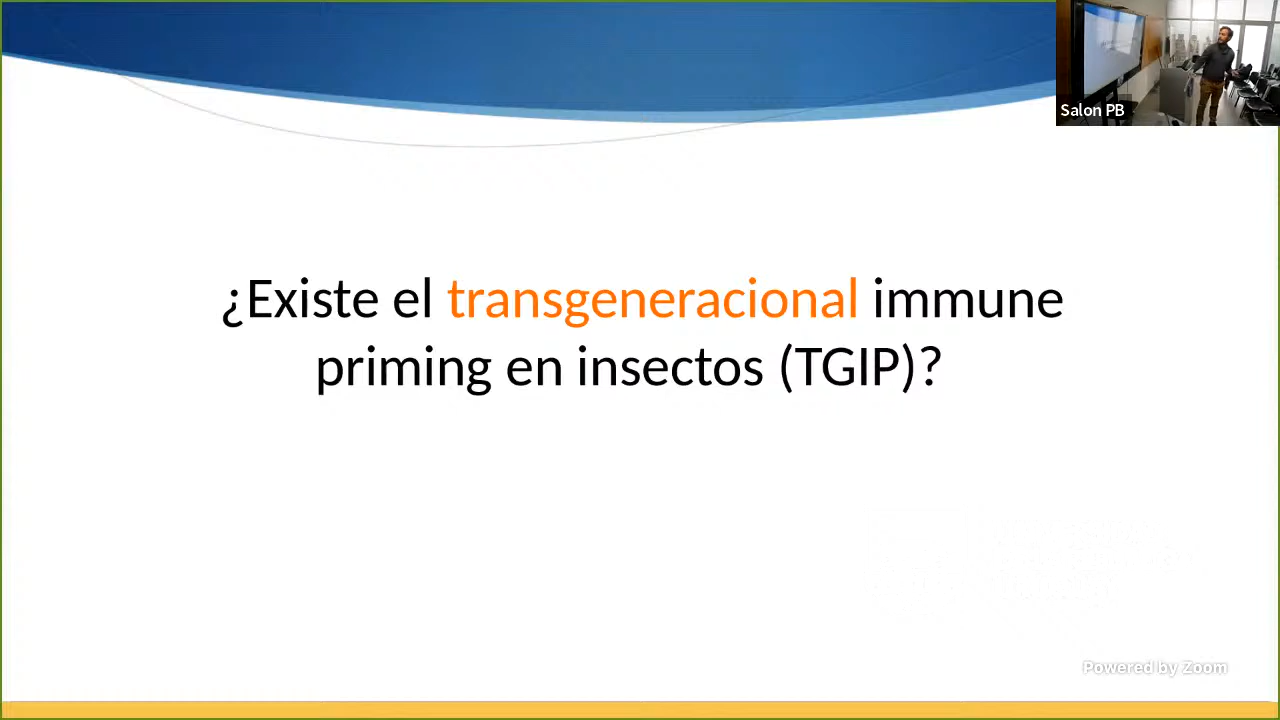 Salon PB
¿Existe el transgeneracional immune
priming en insectos (TGIP)?
Powered by Zoom